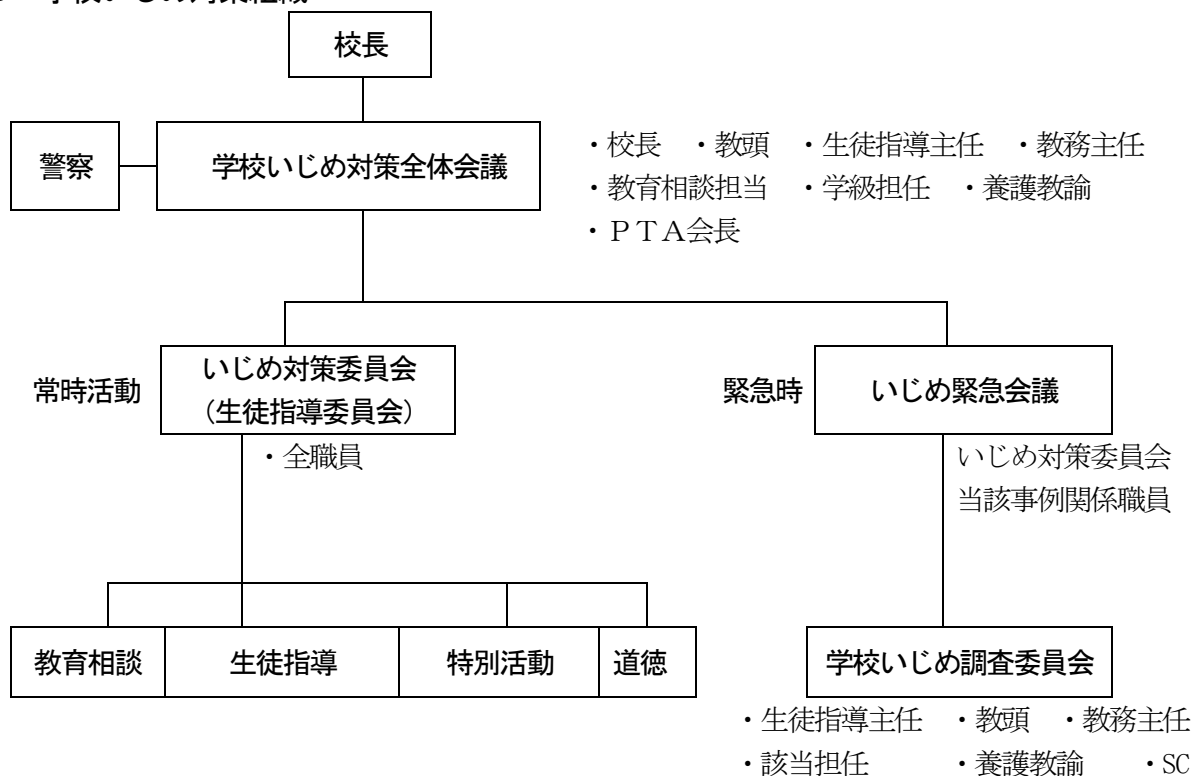 校長
警察
学校いじめ対策全体会議
・校長 ・教頭 ・生徒指導主任 ・教務主任
・教育相談担当 ・学級担任 ・養護教諭
・ＰＴＡ会長
常時活動
いじめ対策委員会
（生徒指導委員会）
・全職員
緊急時
いじめ緊急会議
いじめ対策委員会
当該事例関係職員
教育相談
生徒指導
特別活動
道徳
学校いじめ調査委員会
・生徒指導主任 ・教頭 ・教務主任
・該当担任 ・養護教諭 ・SC